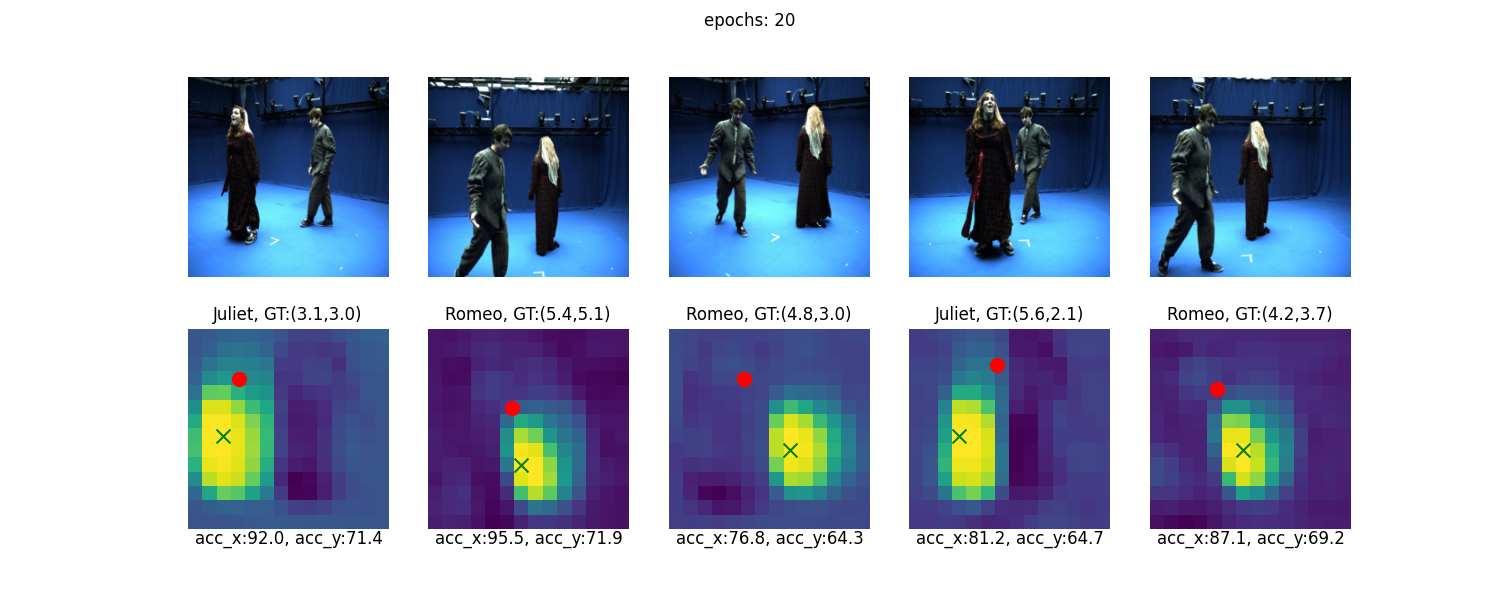 epochs: 20
Juliet, GT:(3.1,3.0)
Romeo, GT:(5.4,5.1)
Romeo, GT:(4.8,3.0)
Juliet, GT:(5.6,2.1)
Romeo, GT:(4.2,3.7)
acc_x:92.0, acc_y:71.4
acc_x:95.5, acc_y:71.9
acc_x:76.8, acc_y:64.3
acc_x:81.2, acc_y:64.7
acc_x:87.1, acc_y:69.2